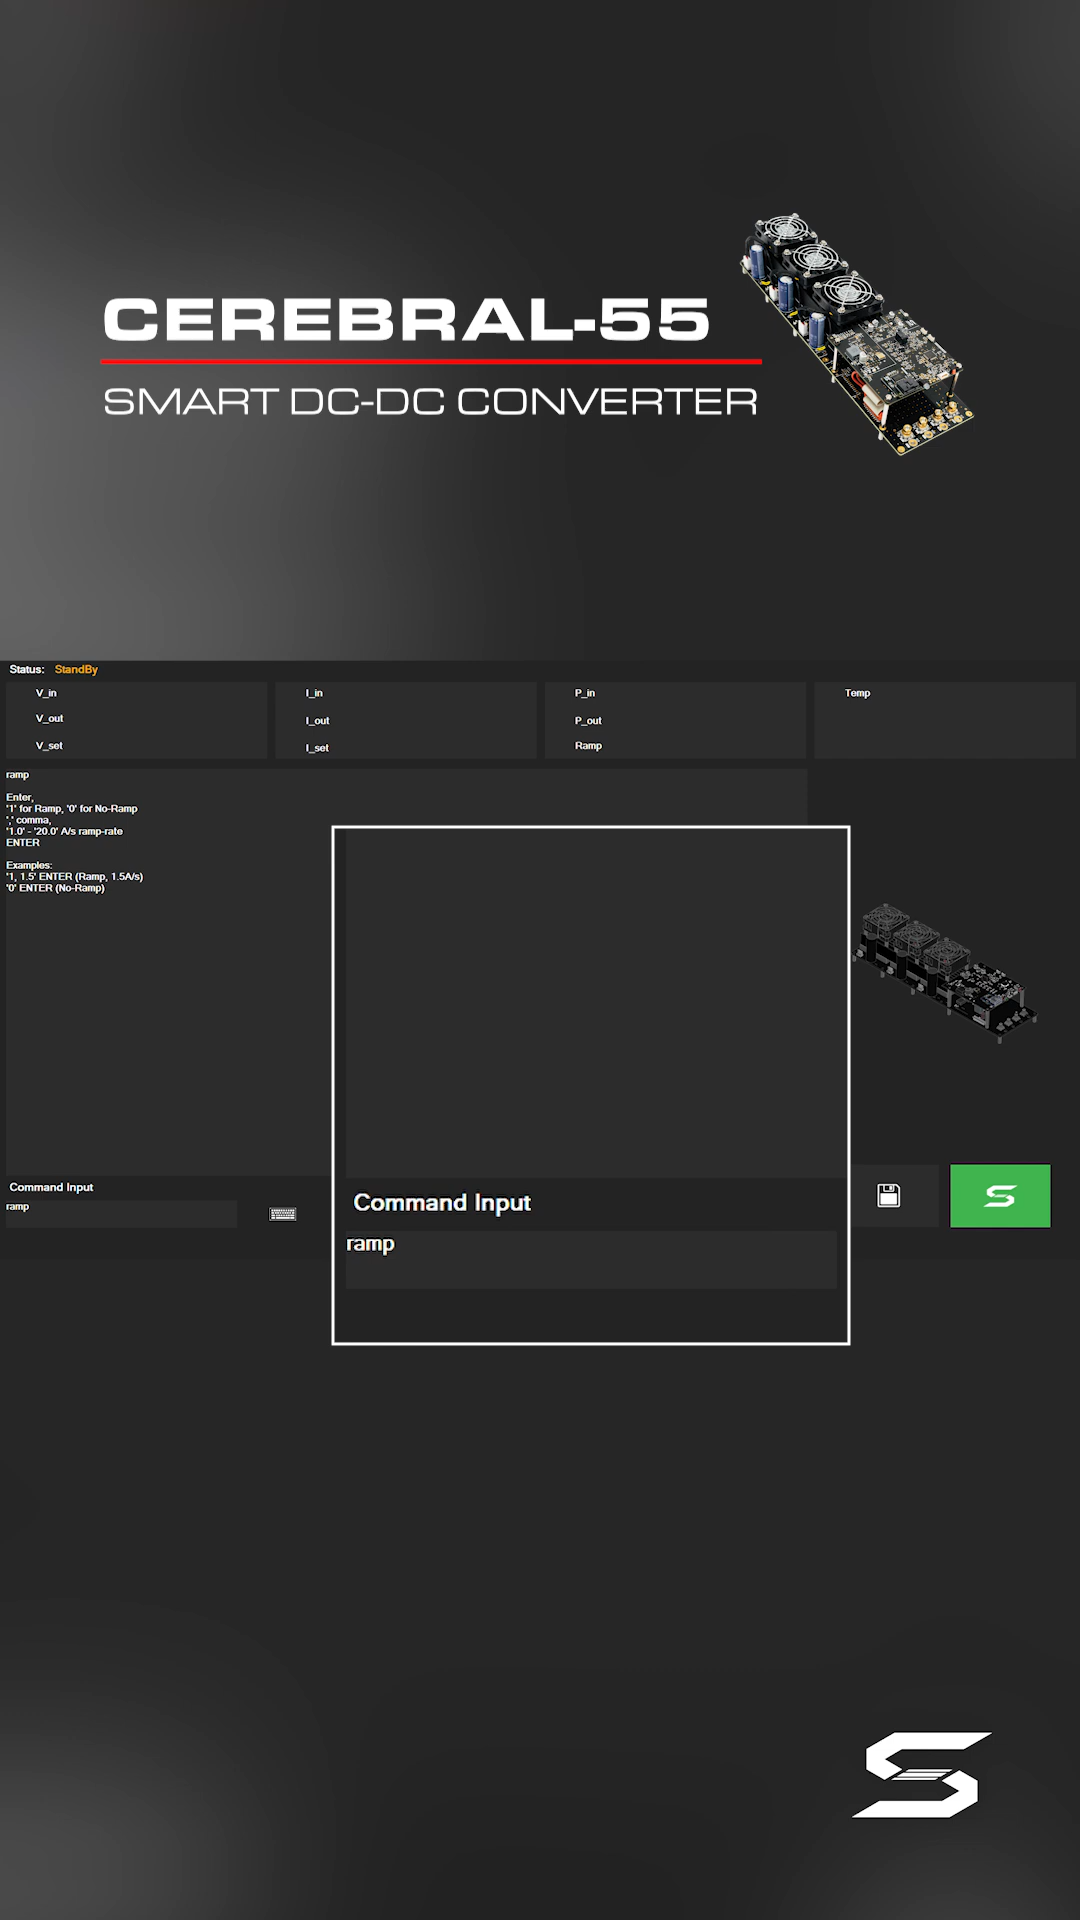 CEREBRAL-55
SMART DC-DC CONVERTER
Status: StandBy
V_in
V_out
V_set
I_in
I_out
I_set
P_in
P_out
Ramp
Temp
ramp
Enter,
'1' for Ramp, '0' for No-Ramp
',' comma,
'1.0' - '20.0' A/s ramp-rate
ENTER
Examples:
'1, 1.5' ENTER (Ramp, 1.5A/s)
'0' ENTER (No-Ramp)
Command Input
ramp
Command Input
ramp